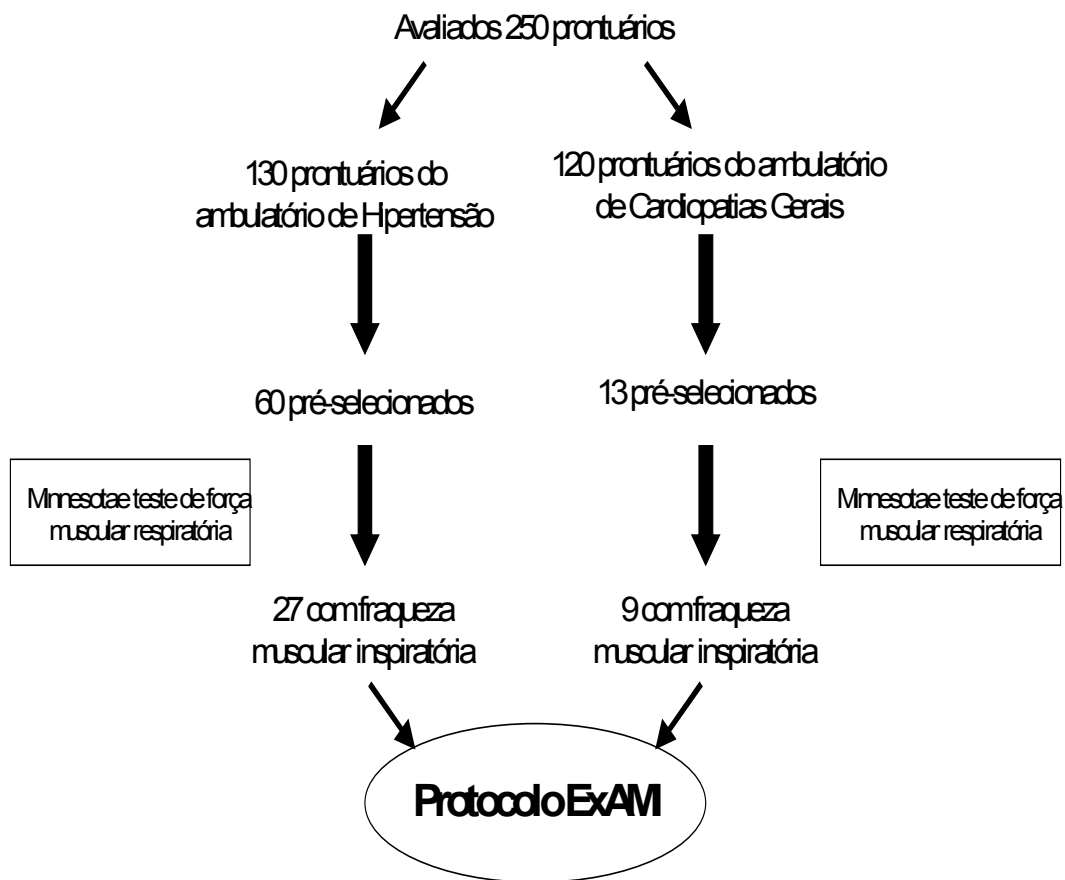 Avaliados 250 prontuários
130 prontuários do
ambulatório de Hipertensão
120 prontuários do ambulatório
de Cardiopatias Gerais
60 pré-selecionados
13 pré-selecionados
Minnesota e teste de força
muscular respiratória
Minnesota e teste de força
muscular respiratória
27 com fraqueza
muscular inspiratória
9 com fraqueza
muscular inspiratória
Protocolo ExAMI